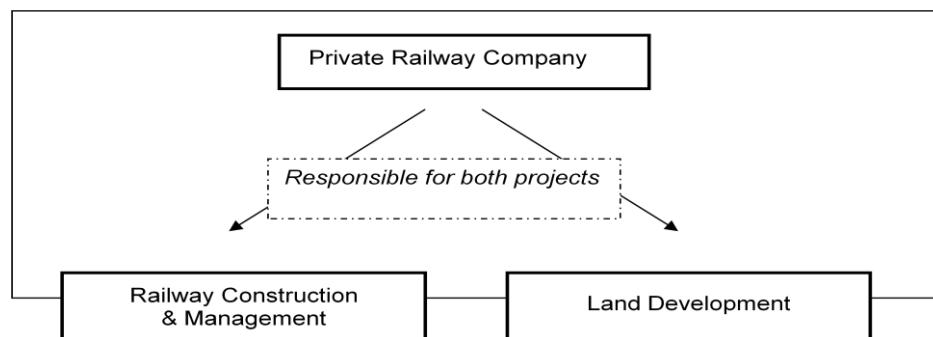 Private Railway Company
Responsible for both projects
Railway Construction
& Management
Land Development